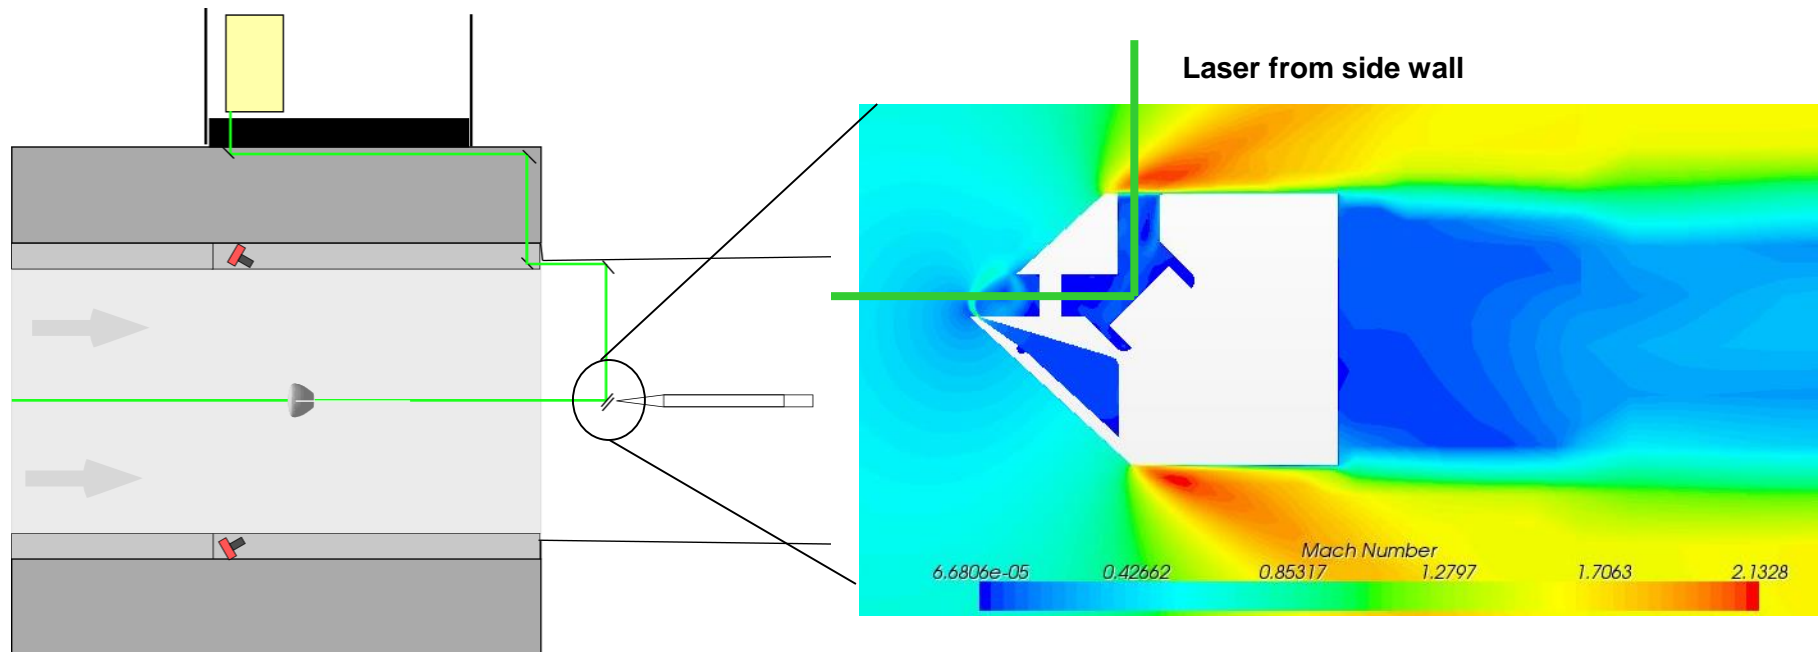 Laser from side wall
Mach Number
6.6806e-05 0.42662 0.85317 1.2797 1.7063 2.1328